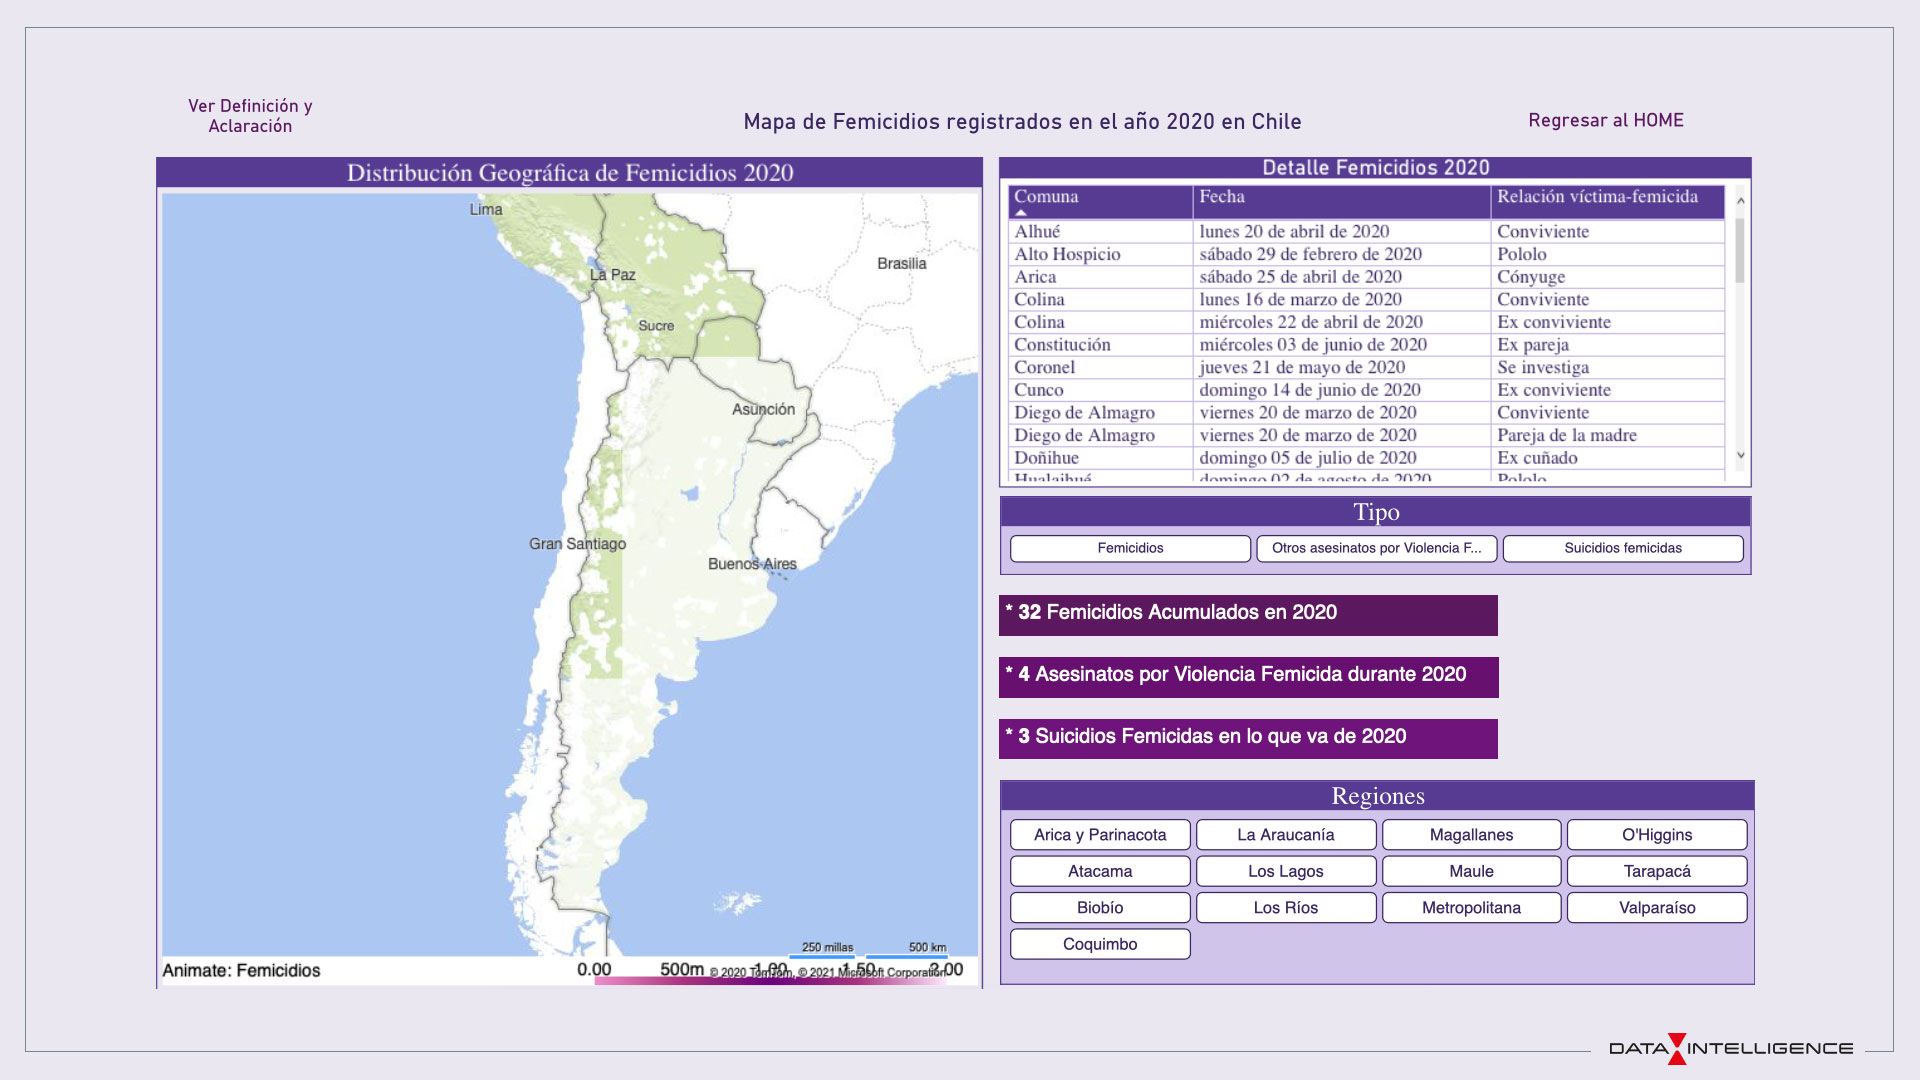 Ver Definición y
Aclaración
Mapa de Femicidios registrados en el año 2020 en Chile
Regresar al HOME
Distribución Geográfica de Femicidios 2020
Lima
La Paz
Brasilia
Sucre
Asunción
Gran Santiago
Buenos Aires
250 millas 500 km
Animate: Femicidios
0.00 500m 1.00 1.50 2.00
© 2020 TomTom, © 2021 Microsoft Corporation
Detalle Femicidios 2020
Comuna Fecha Relación víctima-femicida
Alhué lunes 20 de abril de 2020 Conviviente
Alto Hospicio sábado 29 de febrero de 2020 Pololo
Arica sábado 25 de abril de 2020 Cónyuge
Colina lunes 16 de marzo de 2020 Conviviente
Colina miércoles 22 de abril de 2020 Ex conviviente
Constitución miércoles 03 de junio de 2020 Ex pareja
Coronel jueves 21 de mayo de 2020 Se investiga
Cunco domingo 14 de junio de 2020 Ex conviviente
Diego de Almagro viernes 20 de marzo de 2020 Conviviente
Diego de Almagro viernes 20 de marzo de 2020 Pareja de la madre
Doñihue domingo 05 de julio de 2020 Ex cuñado
Hualaihué domingo 02 de agosto de 2020 Pololo
Tipo
Femicidios Otros asesinatos por Violencia F... Suicidios femicidas
* 32 Femicidios Acumulados en 2020
* 4 Asesinatos por Violencia Femicida durante 2020
* 3 Suicidios Femicidas en lo que va de 2020
Regiones
Arica y Parinacota La Araucanía Magallanes O'Higgins
Atacama Los Lagos Maule Tarapacá
Biobío Los Ríos Metropolitana Valparaíso
Coquimbo
DATA INTELLIGENCE